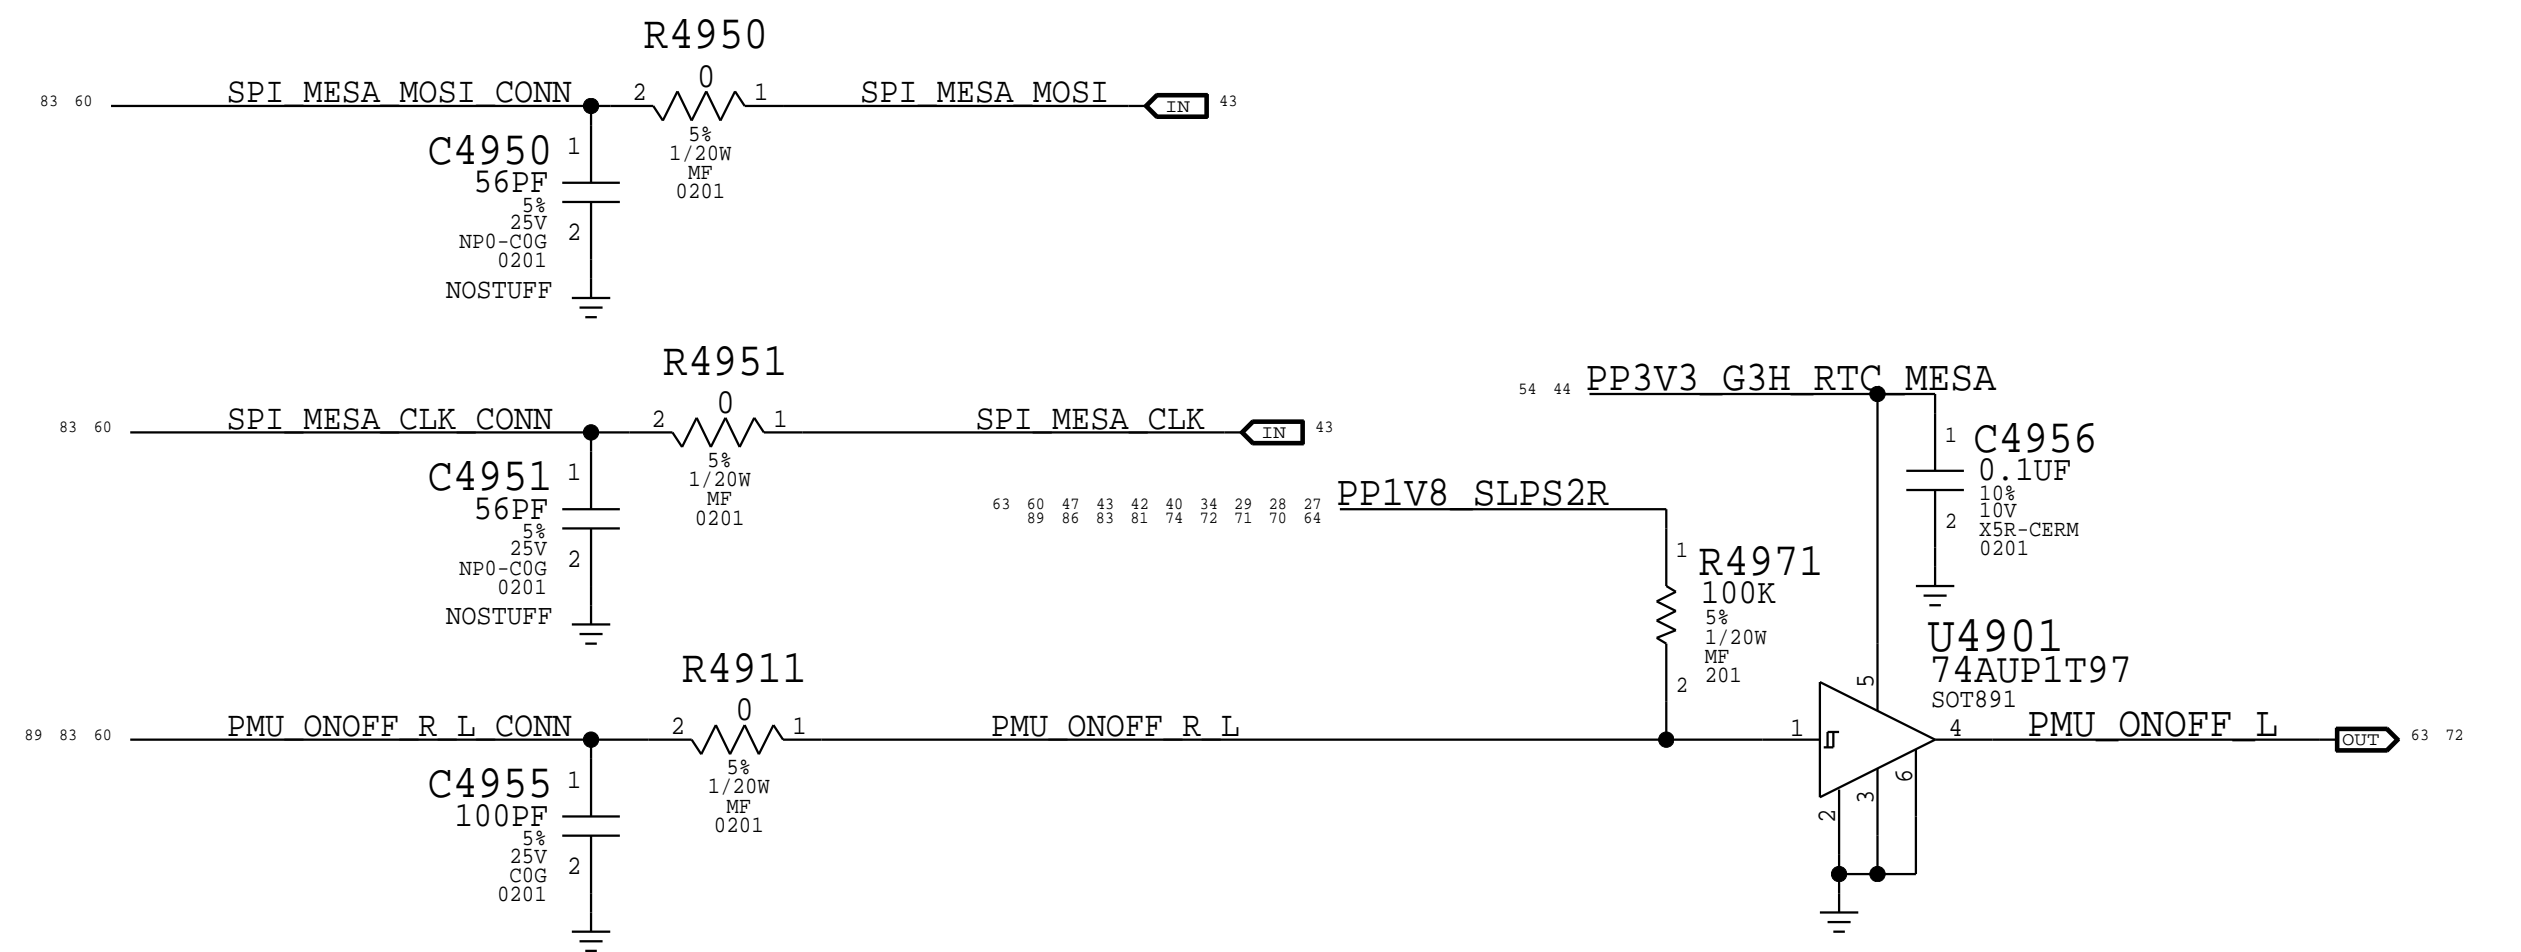 R4950
0
83 60 SPI_MESA_MOSI_CONN 2 1 SPI_MESA_MOSI IN 43
5%
1/20W
MF
0201
C4950 1
56PF
5%
25V
NP0-C0G 2
0201
NOSTUFF
R4951
0
83 60 SPI_MESA_CLK_CONN 2 1 SPI_MESA_CLK IN 43
5%
1/20W
MF
0201
C4951 1
56PF
5%
25V
NP0-C0G 2
0201
NOSTUFF
54 44 PP3V3_G3H_RTC_MESA
1 C4956
0.1UF
10%
10V
2 X5R-CERM
0201
63 60 47 43 42 40 34 29 28 27 PP1V8_SLPS2R
89 86 83 81 74 72 71 70 64
1 R4971
100K
5%
1/20W
MF
2 201
U4901
74AUP1T97
SOT891
R4911
0
89 83 60 PMU_ONOFF_R_L_CONN 2 1 PMU_ONOFF_R_L 1 5 4 PMU_ONOFF_L OUT 63 72
5%
1/20W
MF
0201
2 3 6
C4955 1
100PF
5%
25V
C0G 2
0201